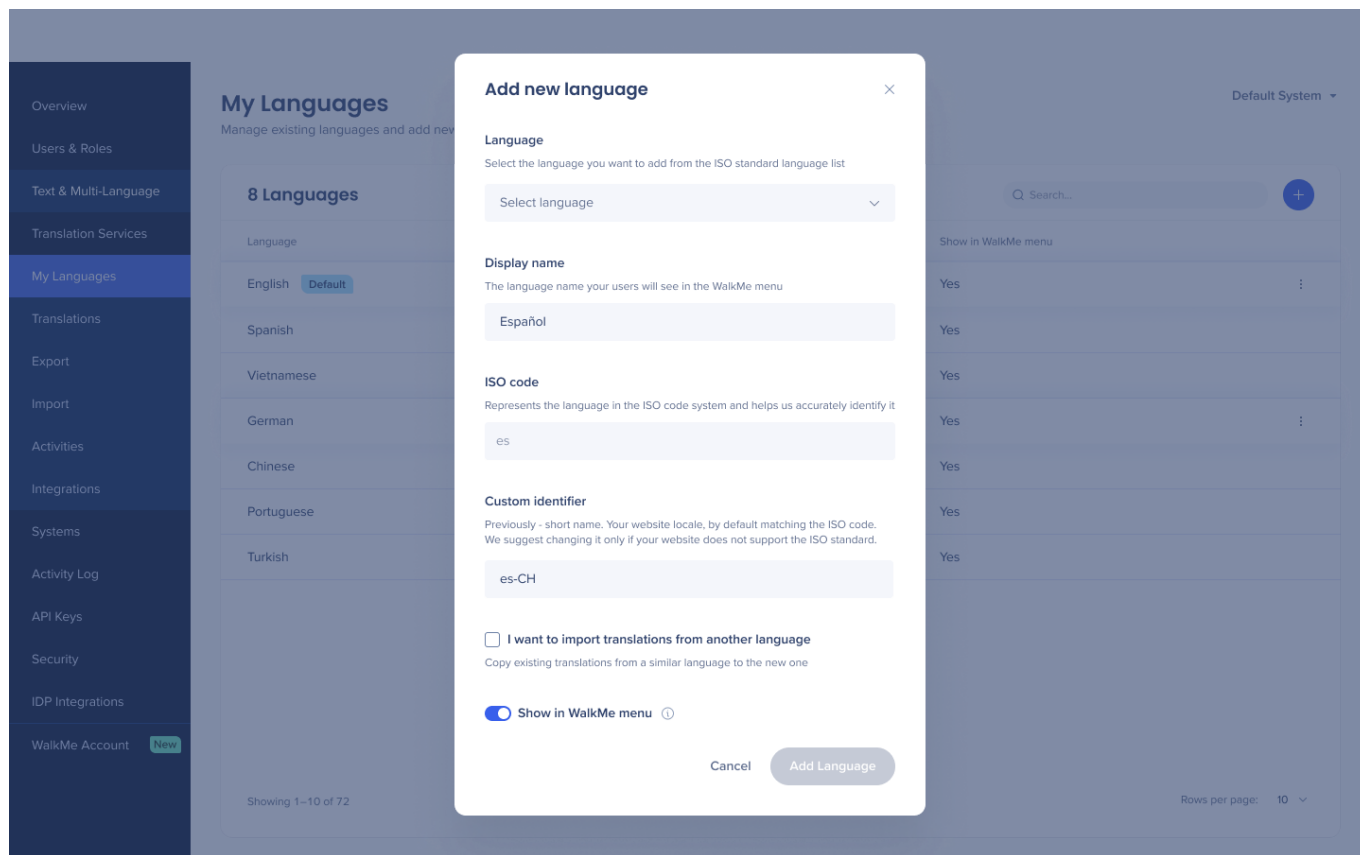 Overview
Users & Roles
Text & Multi-Language
Translation Services
My Languages
Translations
Export
Import
Activities
Integrations
Systems
Activity Log
API Keys
Security
IDP Integrations
WalkMe Account New
My Languages
Manage existing languages and add new
Default System
8 Languages
Search...
Language
Show in WalkMe menu
English Default Yes
Spanish Yes
Vietnamese Yes
German Yes
Chinese Yes
Portuguese Yes
Turkish Yes
Showing 1–10 of 72
Rows per page: 10
Add new language
Language
Select the language you want to add from the ISO standard language list
Select language
Display name
The language name your users will see in the WalkMe menu
Español
ISO code
Represents the language in the ISO code system and helps us accurately identify it
es
Custom identifier
Previously - short name. Your website locale, by default matching the ISO code.
We suggest changing it only if your website does not support the ISO standard.
es-CH
I want to import translations from another language
Copy existing translations from a similar language to the new one
Show in WalkMe menu
Cancel
Add Language